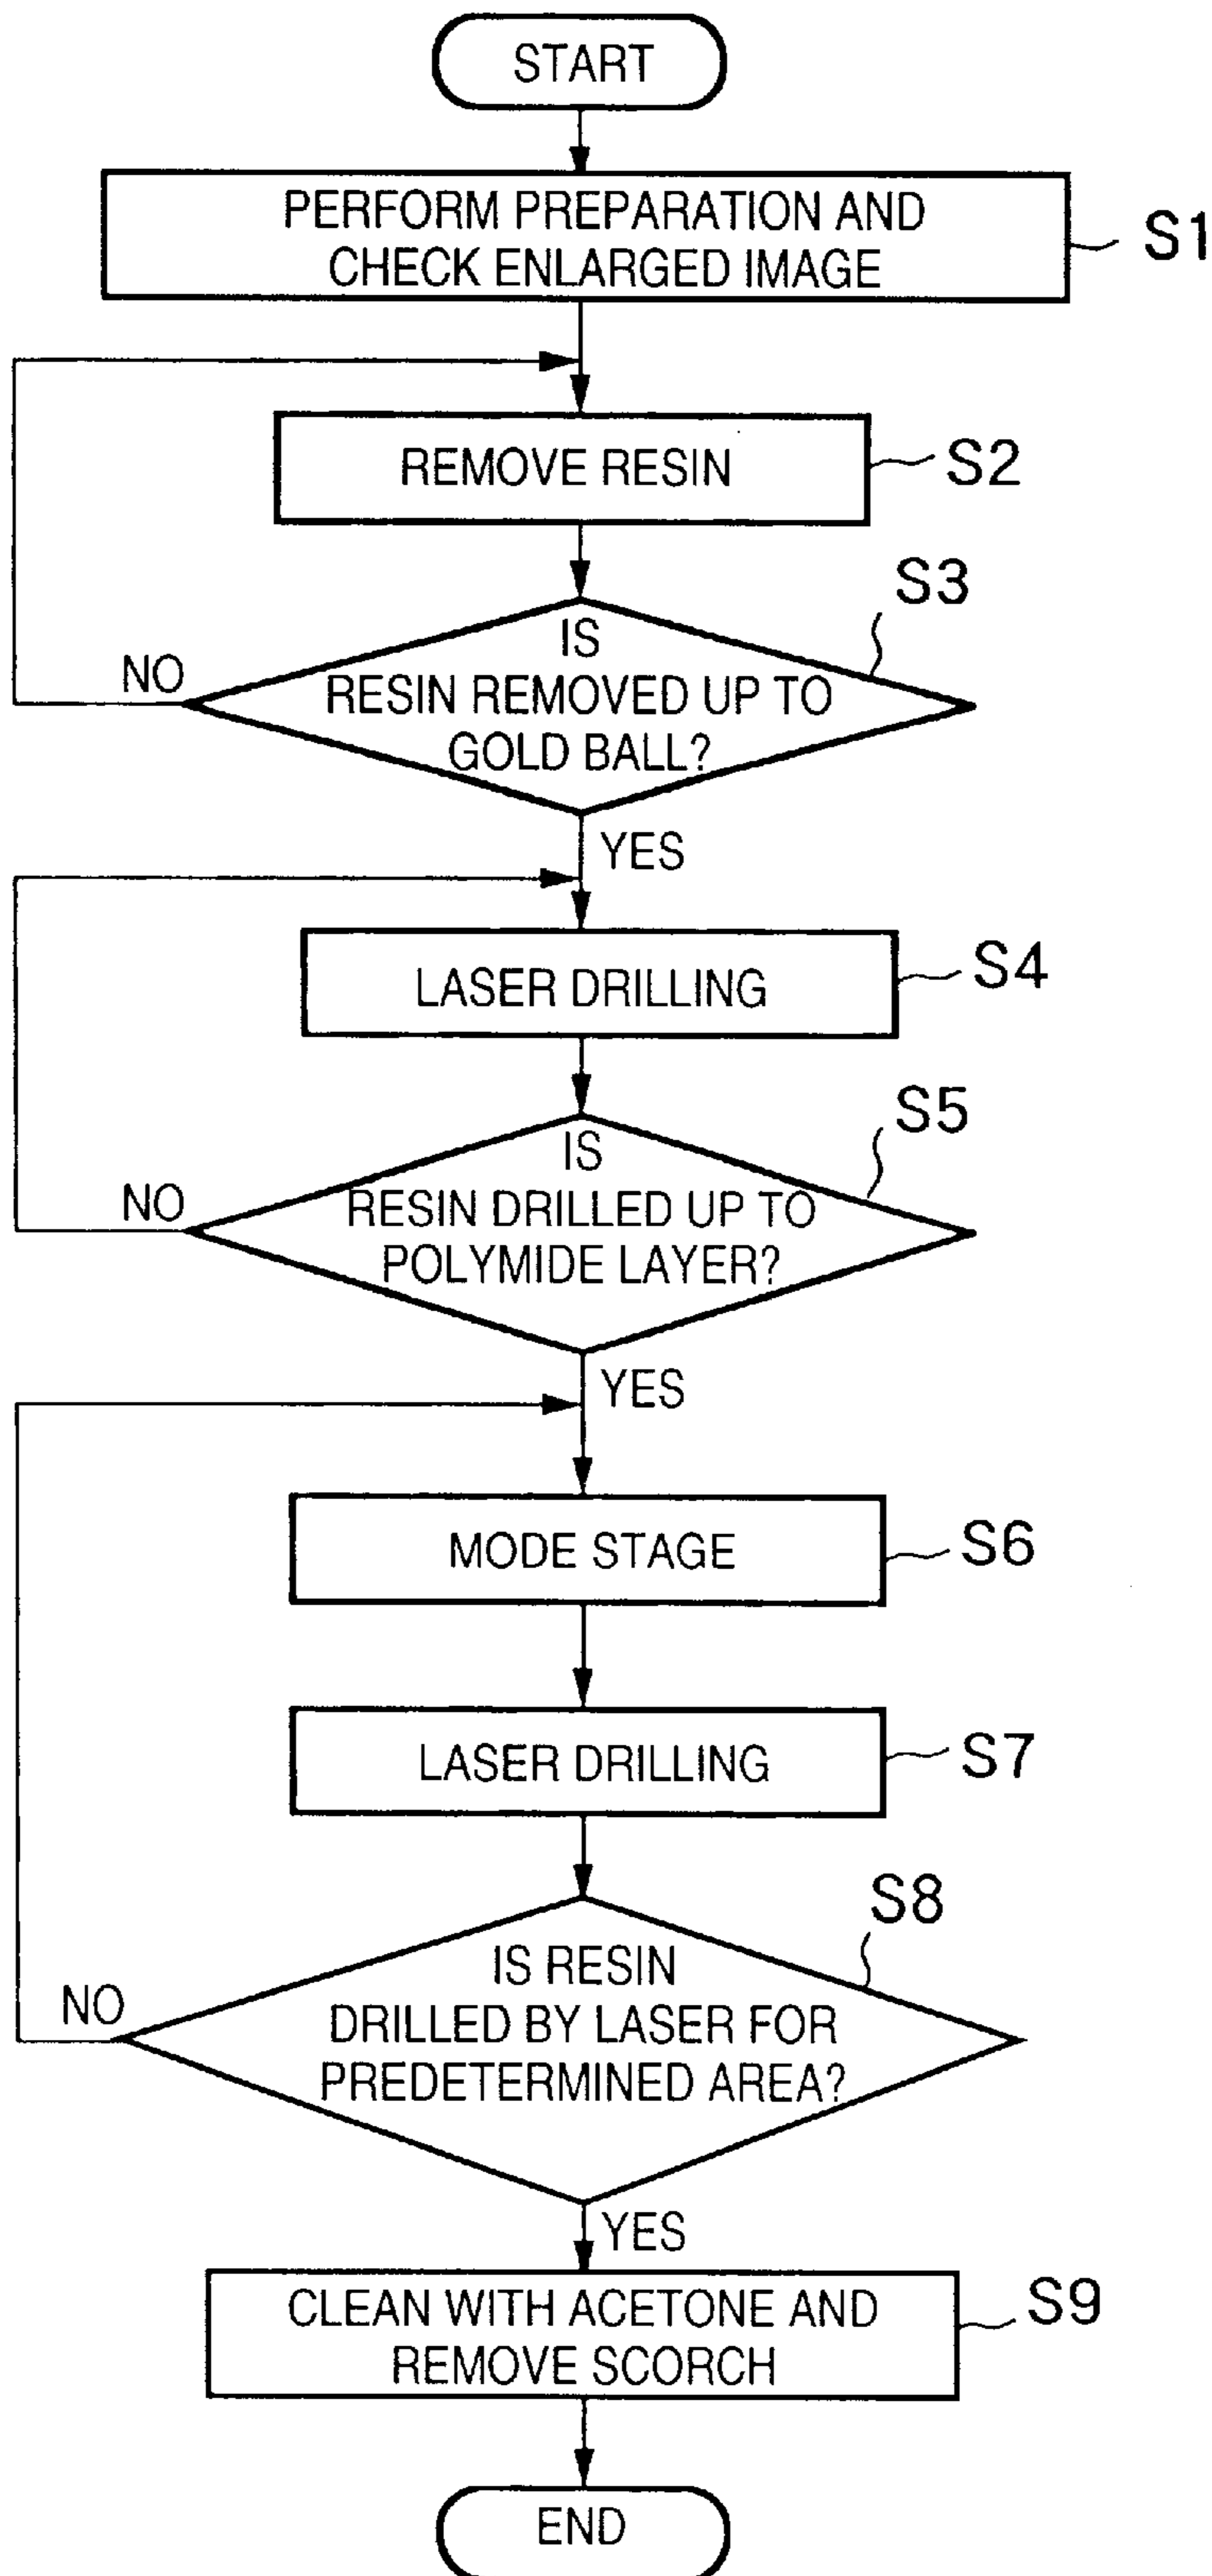 START
PERFORM PREPARATION AND
CHECK ENLARGED IMAGE
S1
REMOVE RESIN
S2
S3
IS
RESIN REMOVED UP TO
GOLD BALL?
NO
YES
LASER DRILLING
S4
S5
IS
RESIN DRILLED UP TO
POLYMIDE LAYER?
NO
YES
MODE STAGE
S6
LASER DRILLING
S7
S8
IS RESIN
DRILLED BY LASER FOR
PREDETERMINED AREA?
NO
YES
CLEAN WITH ACETONE AND
REMOVE SCORCH
S9
END